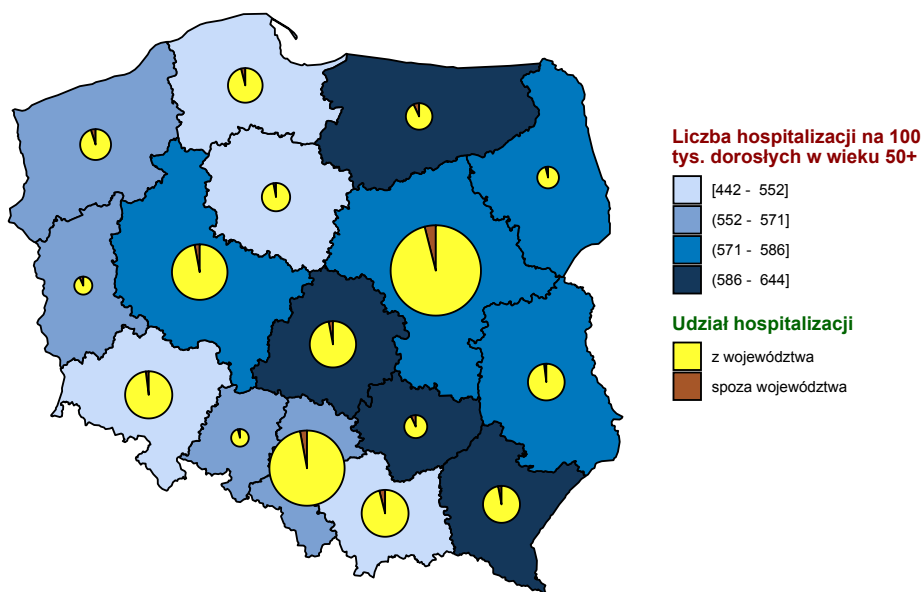 Liczba hospitalizacji na 100
tys. dorosłych w wieku 50+
[442 - 552]
(552 - 571]
(571 - 586]
(586 - 644]
Udział hospitalizacji
z województwa
spoza województwa